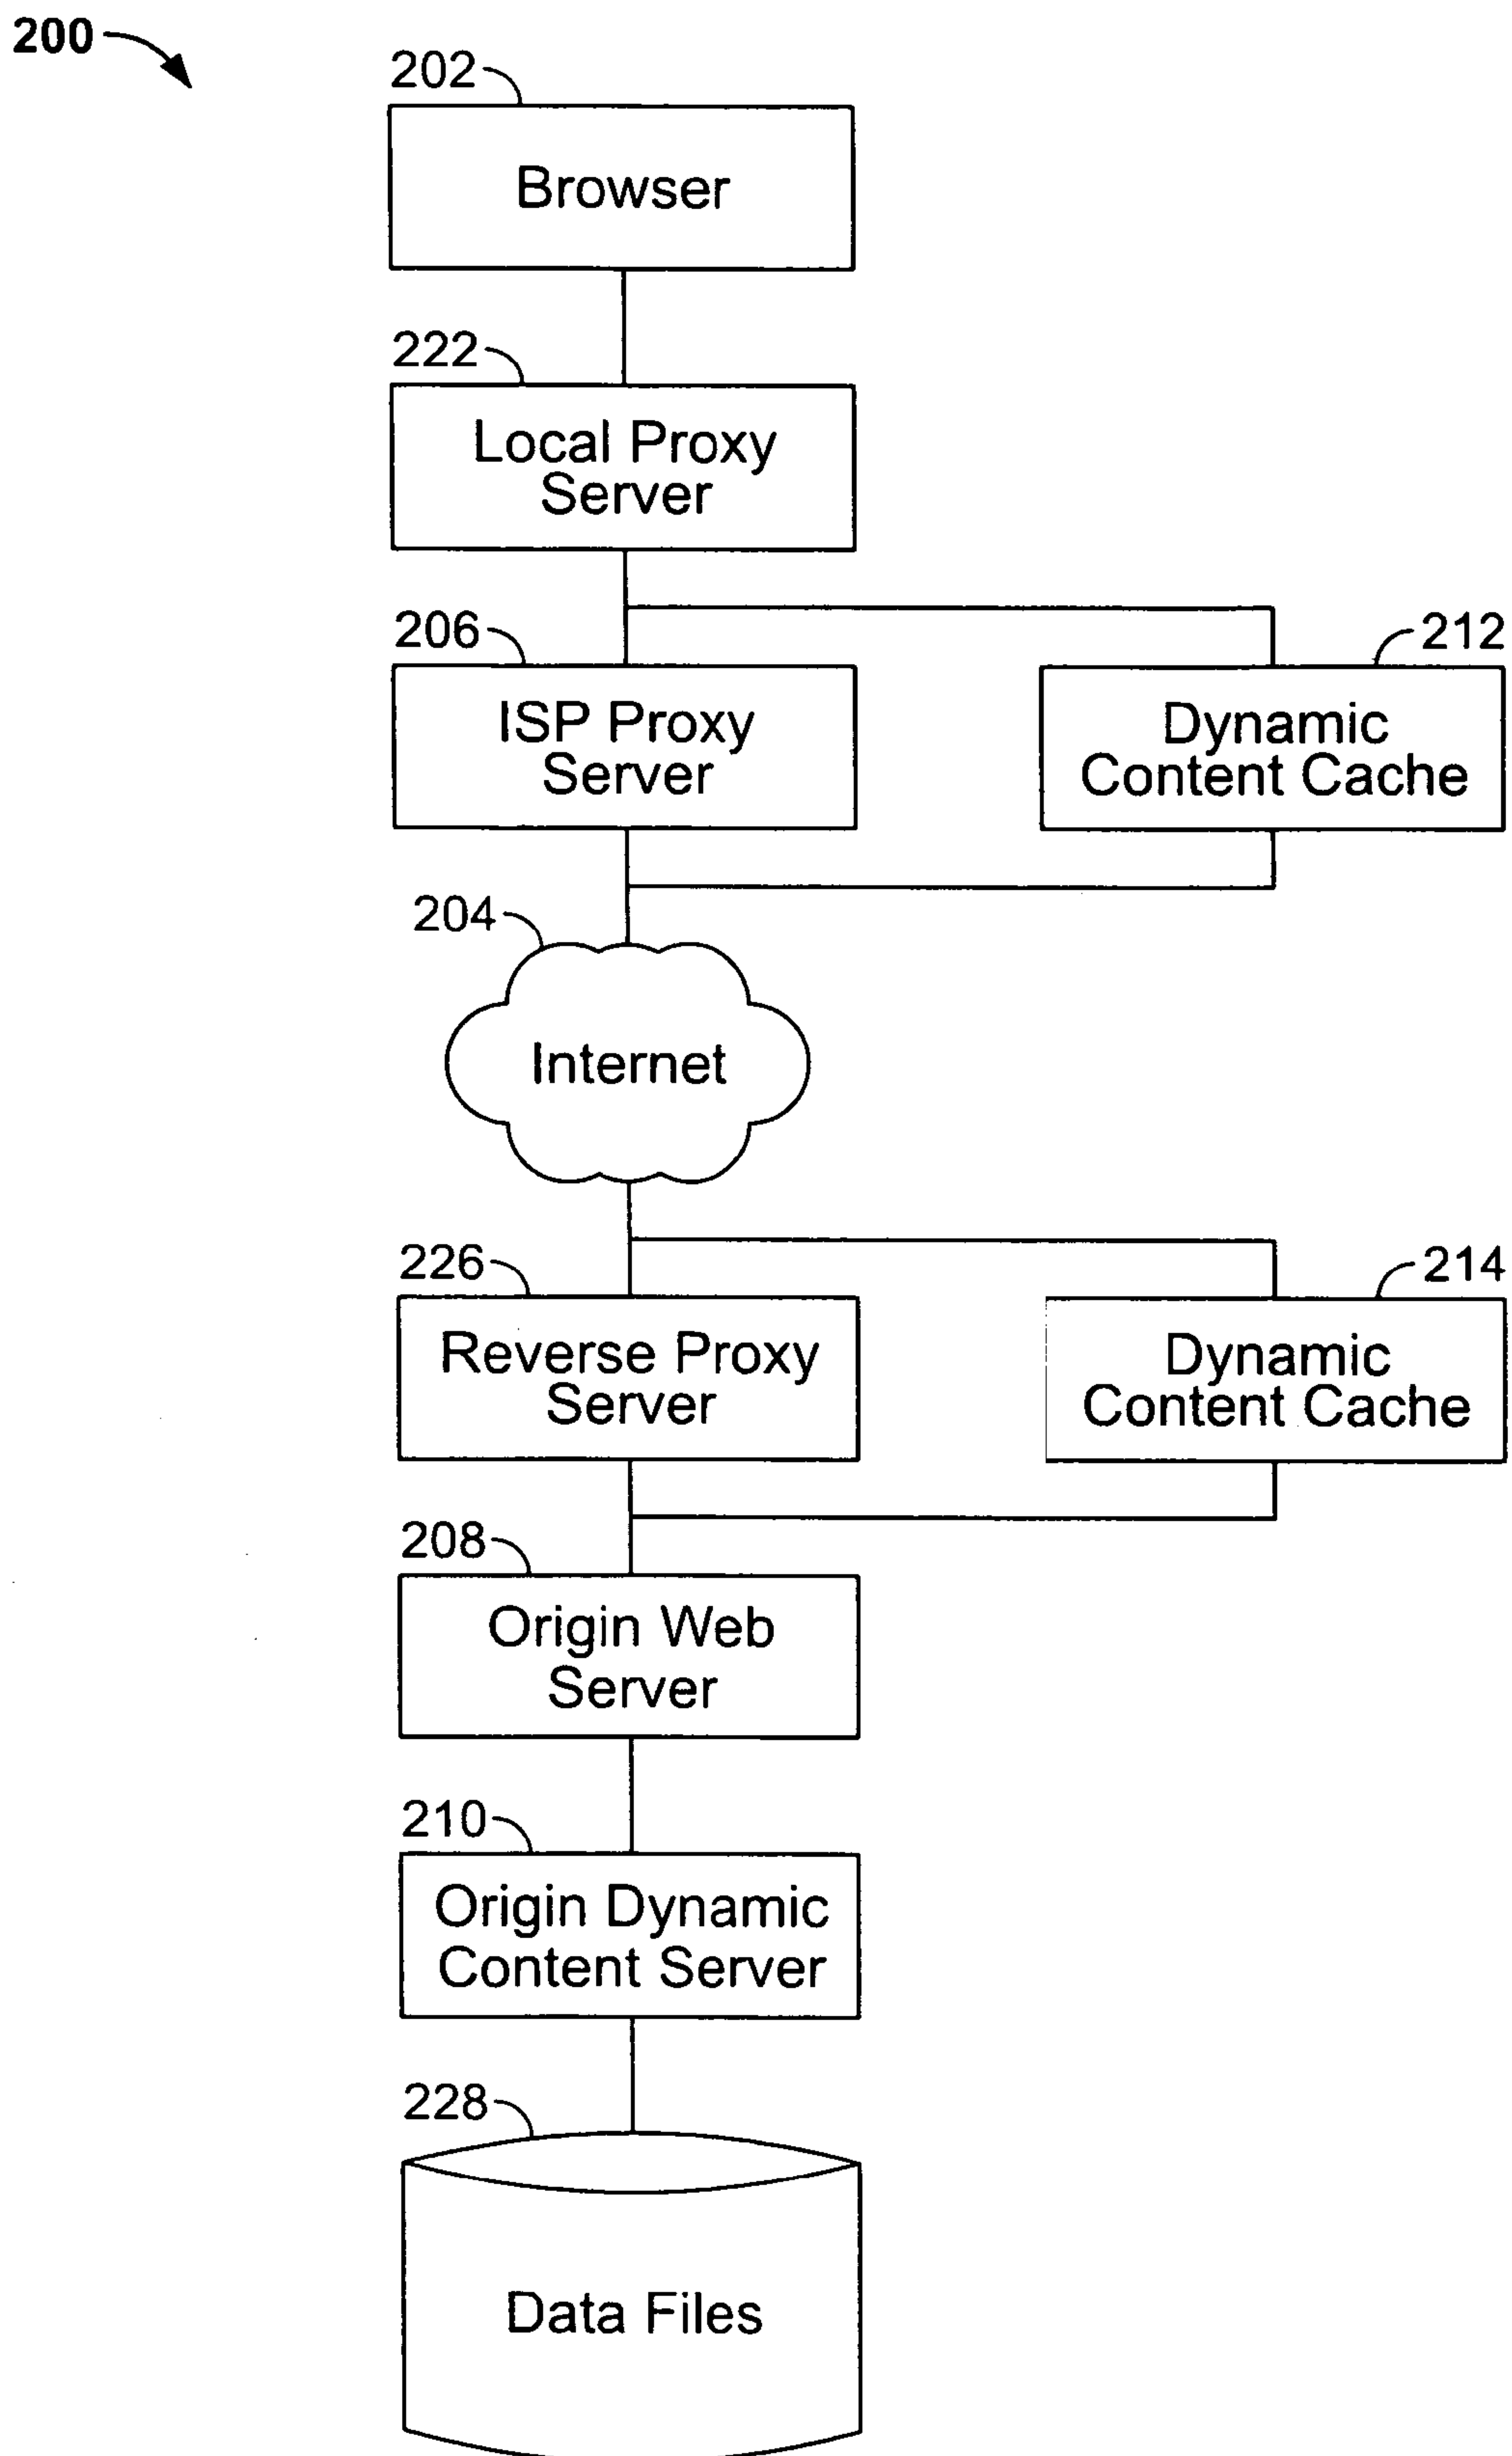 200
202
Browser
222
Local Proxy
Server
206
212
ISP Proxy
Server
Dynamic
Content Cache
204
Internet
226
214
Reverse Proxy
Server
Dynamic
Content Cache
208
Origin Web
Server
210
Origin Dynamic
Content Server
228
Data Files